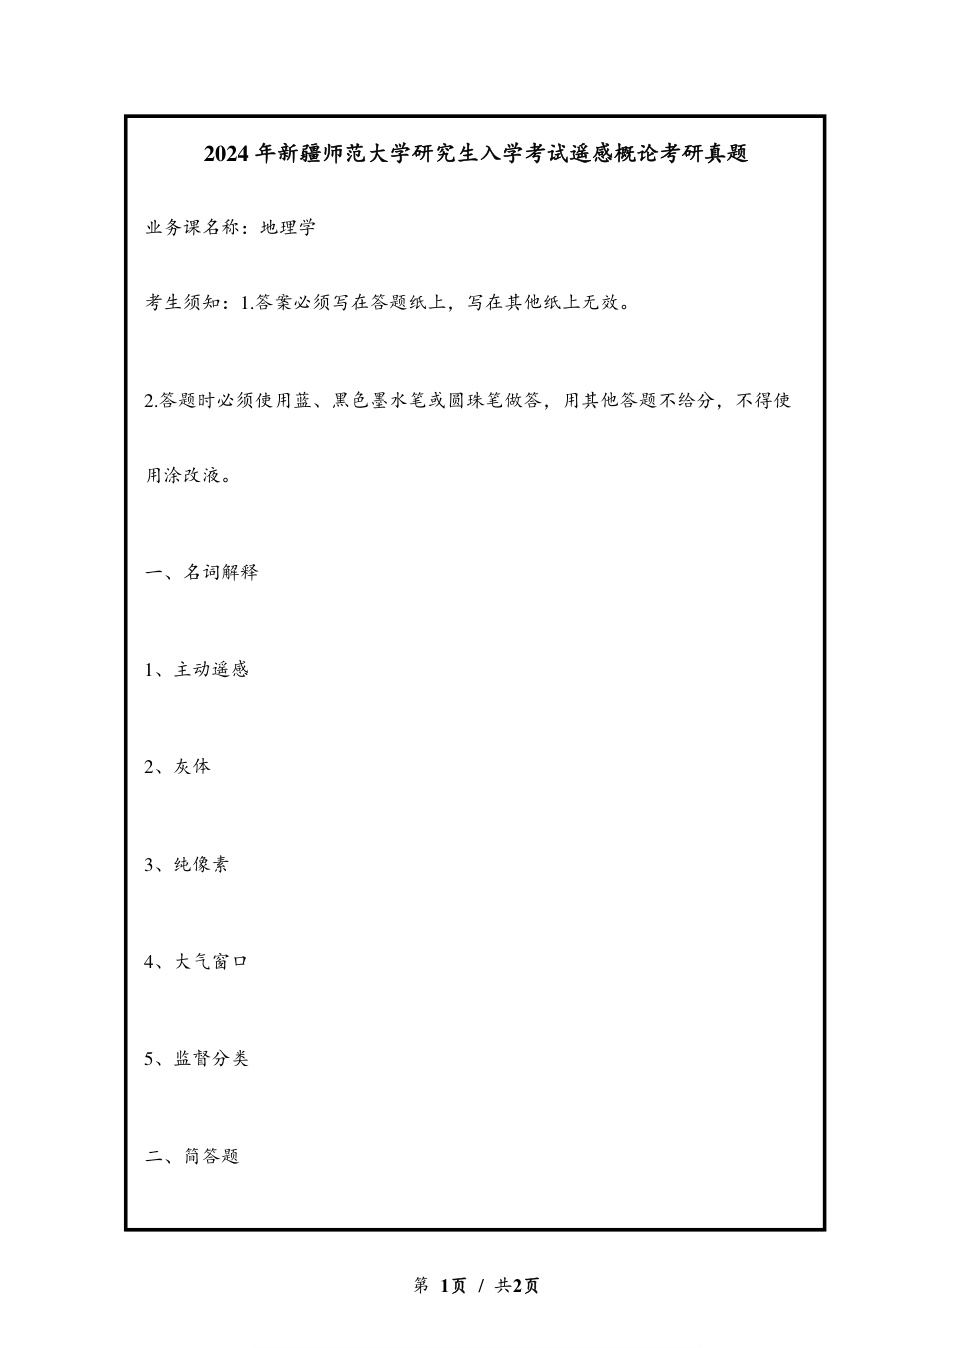 2024 年新疆师范大学研究生入学考试遥感概论考研真题
业务课名称：地理学
考生须知：1.答案必须写在答题纸上，写在其他纸上无效。
2.答题时必须使用蓝、黑色墨水笔或圆珠笔做答，用其他答题不给分，不得使
用涂改液。
一、名词解释
1、主动遥感
2、灰体
3、纯像素
4、大气窗口
5、监督分类
二、简答题
第 1页 / 共2页